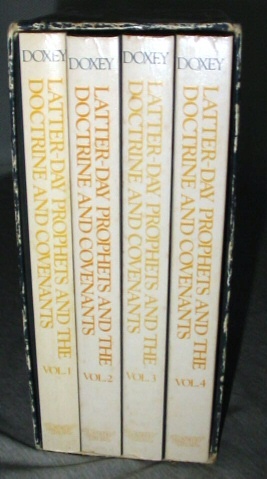 DOXEY
LATTER-DAY PROPHETS AND THE
DOCTRINE AND COVENANTS
VOL. 1
DOXEY
LATTER-DAY PROPHETS AND THE
DOCTRINE AND COVENANTS
VOL. 2
DOXEY
LATTER-DAY PROPHETS AND THE
DOCTRINE AND COVENANTS
VOL. 3
DOXEY
LATTER-DAY PROPHETS AND THE
DOCTRINE AND COVENANTS
VOL. 4